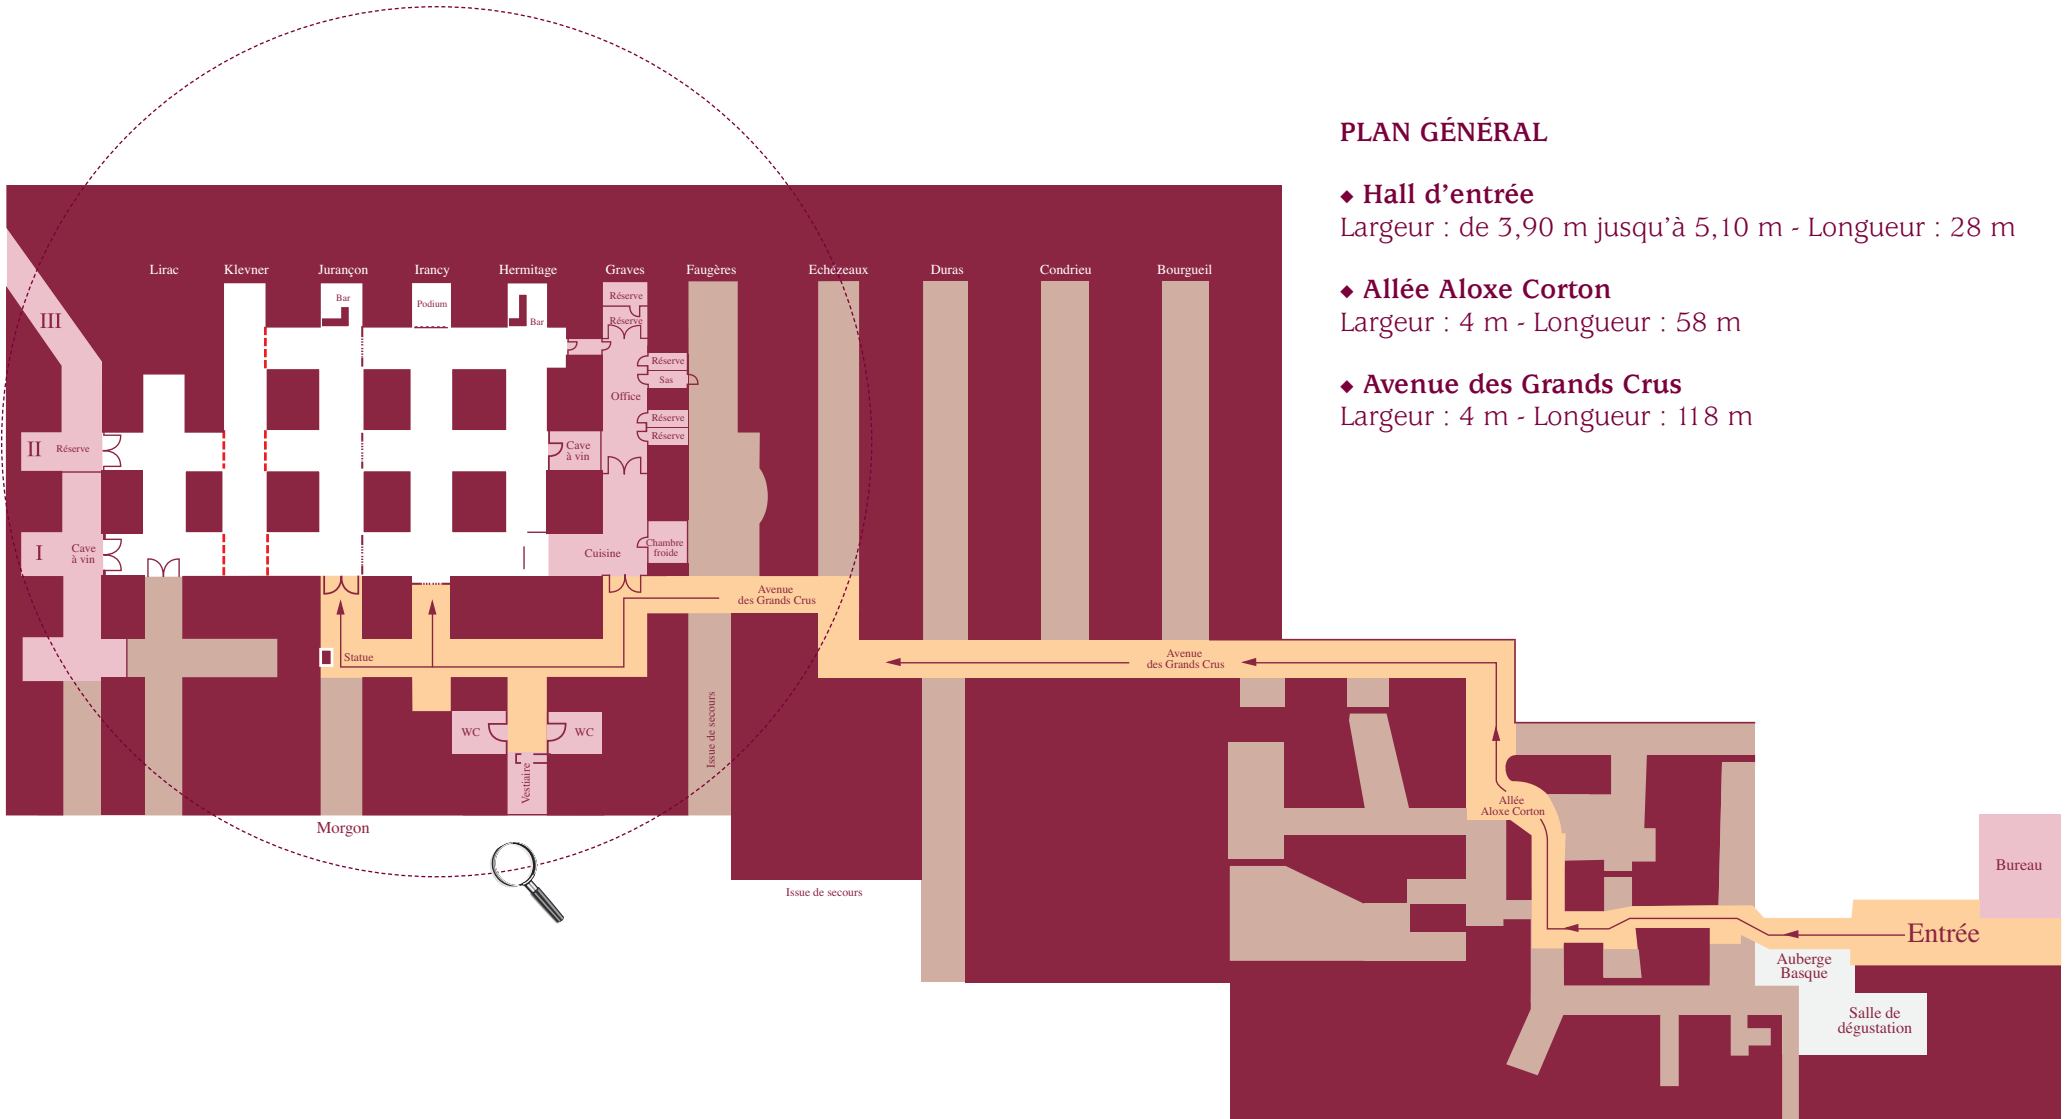 PLAN GÉNÉRAL
◆ Hall d'entrée
Largeur : de 3,90 m jusqu'à 5,10 m - Longueur : 28 m
◆ Allée Aloxe Corton
Largeur : 4 m - Longueur : 58 m
◆ Avenue des Grands Crus
Largeur : 4 m - Longueur : 118 m
Lirac
Klevner
Jurançon
Irancy
Hermitage
Graves
Faugères
Echézeaux
Duras
Condrieu
Bourgueil
Bar
Podium
Bar
Réserve
Réserve
III
Réserve
Sas
Office
Réserve
Réserve
II
Réserve
Cave
à vin
I
Cave
à vin
Cuisine
Chambre
froide
Avenue
des Grands Crus
Statue
Avenue
des Grands Crus
Issue de secours
WC
WC
Vestiaire
Morgon
Issue de secours
Allée
Aloxe Corton
Bureau
Entrée
Auberge
Basque
Salle de
dégustation